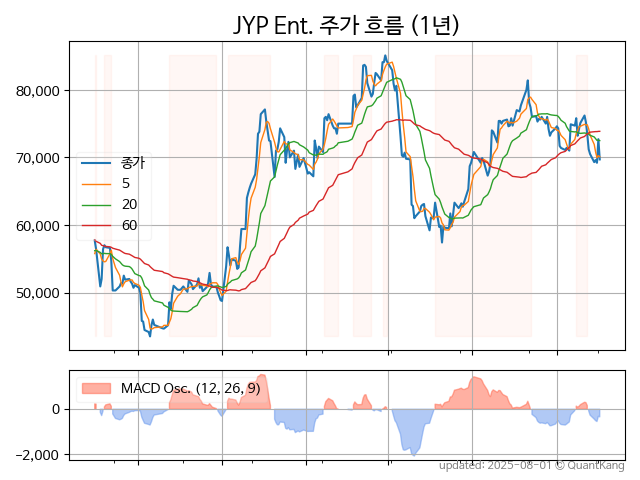 JYP Ent. 주가 흐름 (1년)
80,000
70,000
60,000
50,000
종가
5
20
60
MACD Osc. (12, 26, 9)
0
−2,000
updated: 2025-08-01 © QuantKang